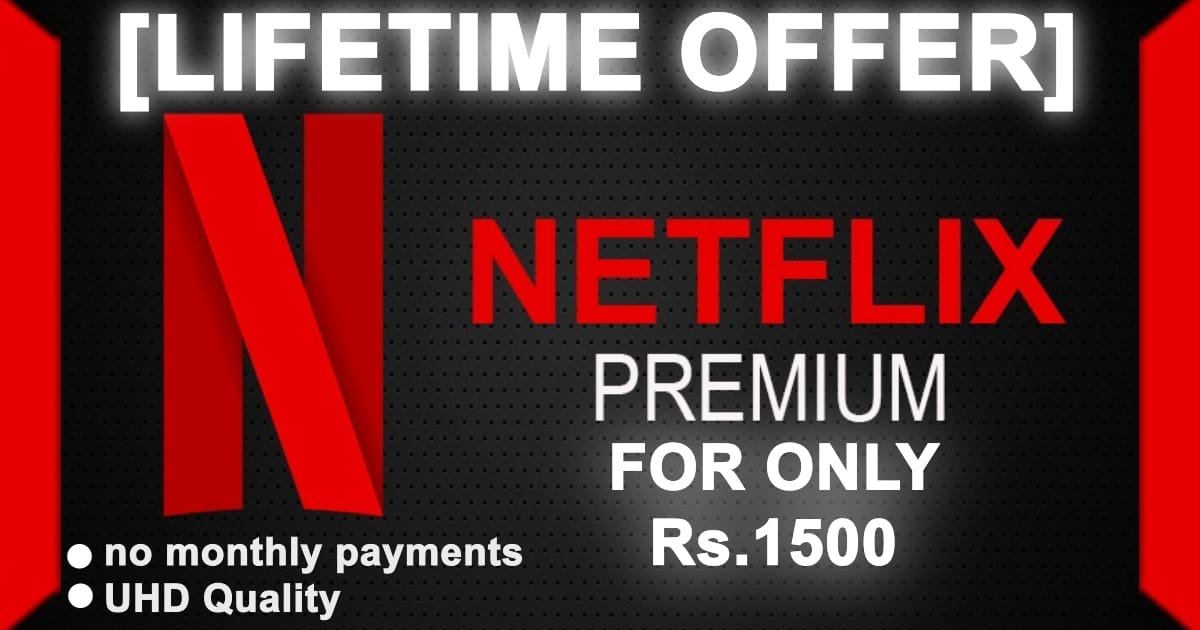 [LIFETIME OFFER]
N
NETFLIX
PREMIUM
FOR ONLY
Rs.1500
no monthly payments
UHD Quality